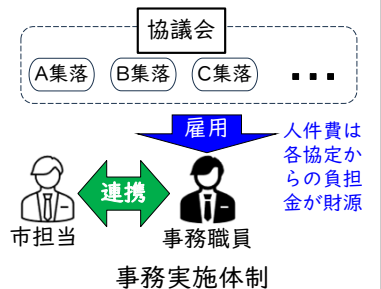 協議会
A集落 B集落 C集落 ・・・
雇用
人件費は
各協定か
らの負担
金が財源
連携
市担当
事務職員
事務実施体制